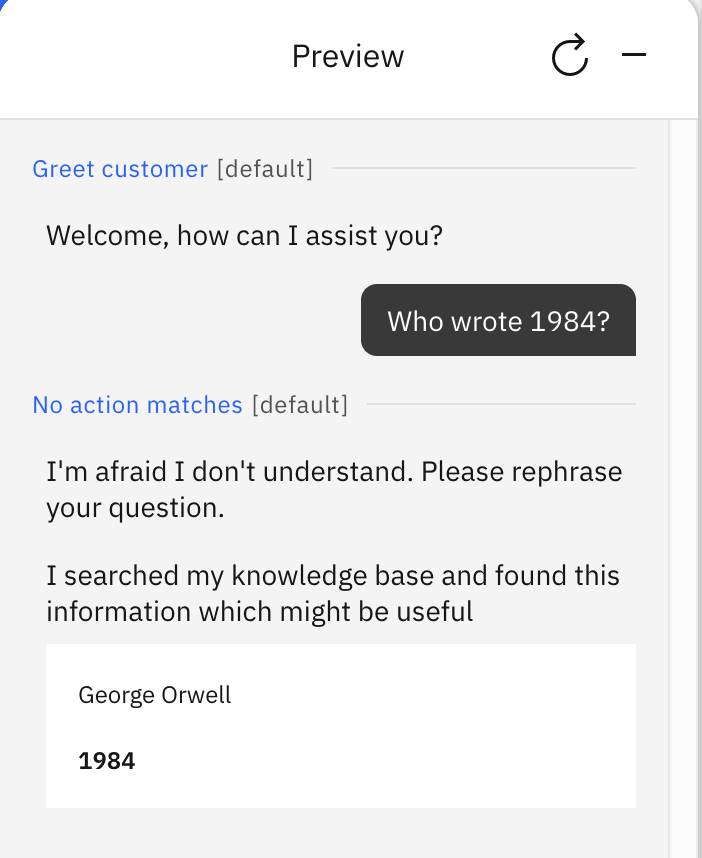 Preview
Greet customer [default]
Welcome, how can I assist you?
Who wrote 1984?
No action matches [default]
I'm afraid I don't understand. Please rephrase
your question.
I searched my knowledge base and found this
information which might be useful
George Orwell
1984